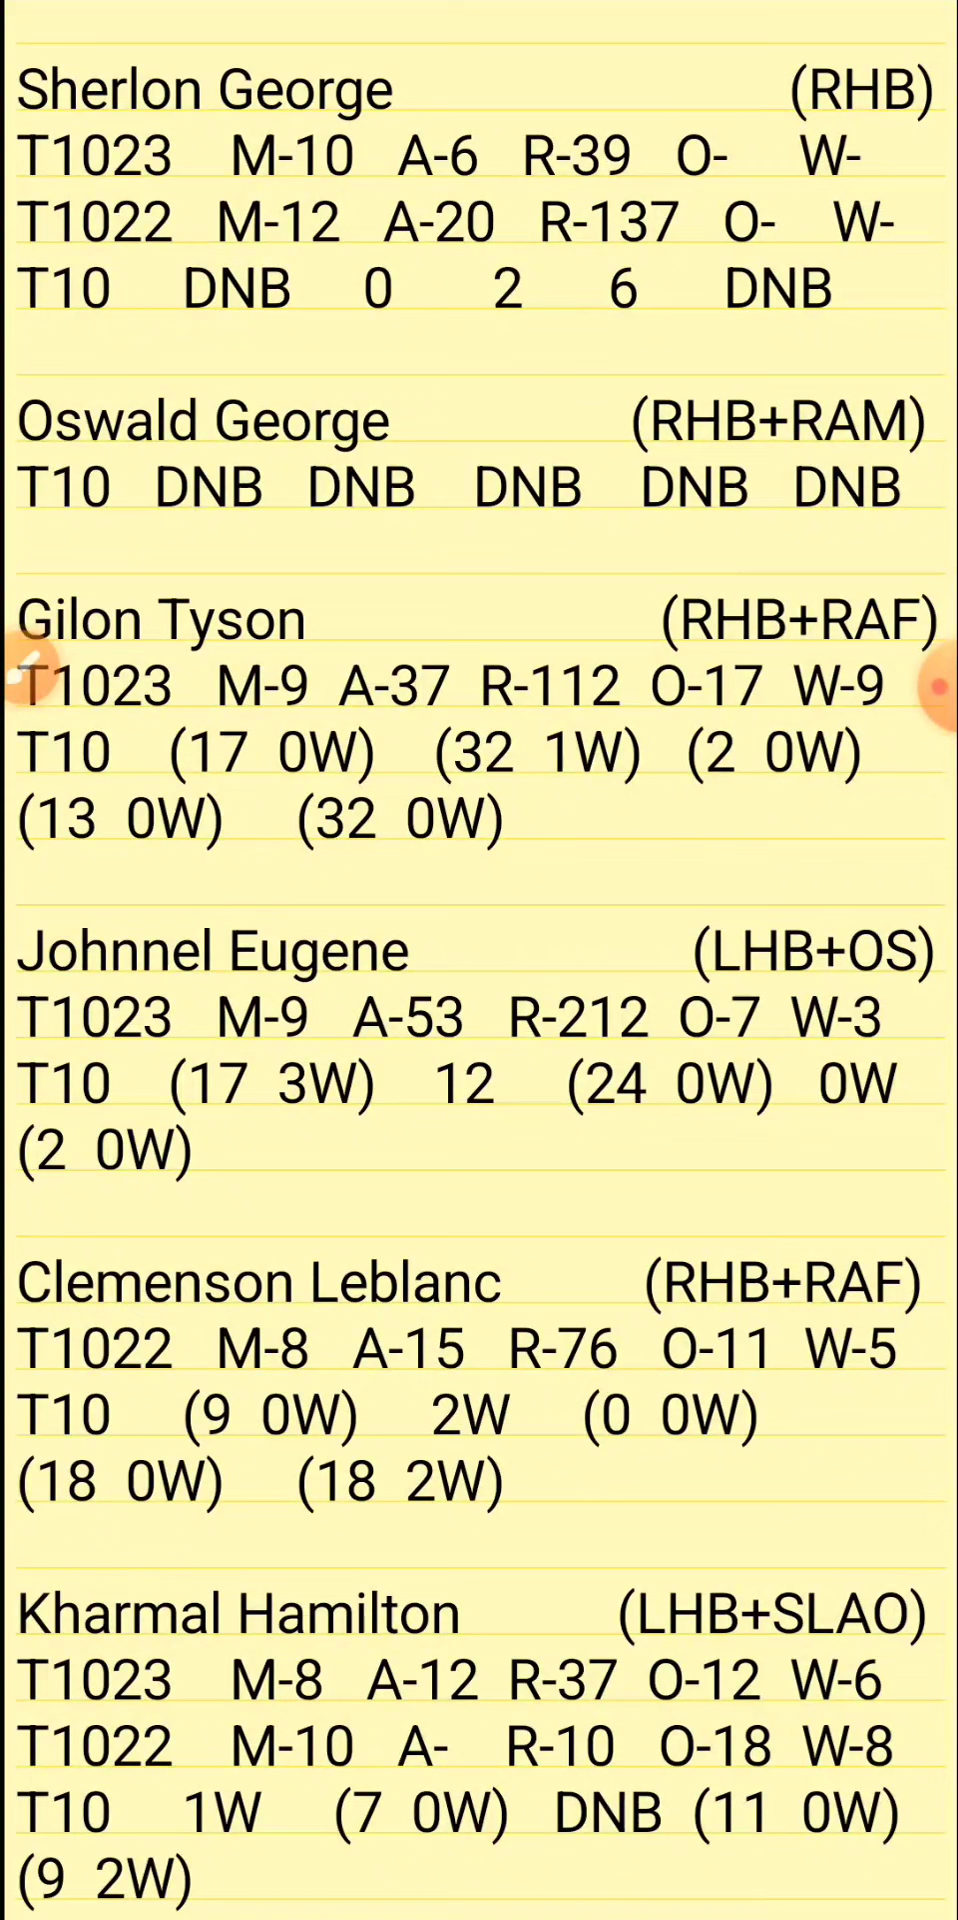 Sherlon George (RHB)
T1023 M-10 A-6 R-39 O- W-
T1022 M-12 A-20 R-137 O- W-
T10 DNB 0 2 6 DNB
Oswald George (RHB+RAM)
T10 DNB DNB DNB DNB DNB
Gilon Tyson (RHB+RAF)
T1023 M-9 A-37 R-112 O-17 W-9
T10 (17 0W) (32 1W) (2 0W)
(13 0W) (32 0W)
Johnnel Eugene (LHB+OS)
T1023 M-9 A-53 R-212 O-7 W-3
T10 (17 3W) 12 (24 0W) 0W
(2 0W)
Clemenson Leblanc (RHB+RAF)
T1022 M-8 A-15 R-76 O-11 W-5
T10 (9 0W) 2W (0 0W)
(18 0W) (18 2W)
Kharmal Hamilton (LHB+SLAO)
T1023 M-8 A-12 R-37 O-12 W-6
T1022 M-10 A- R-10 O-18 W-8
T10 1W (7 0W) DNB (11 0W)
(9 2W)